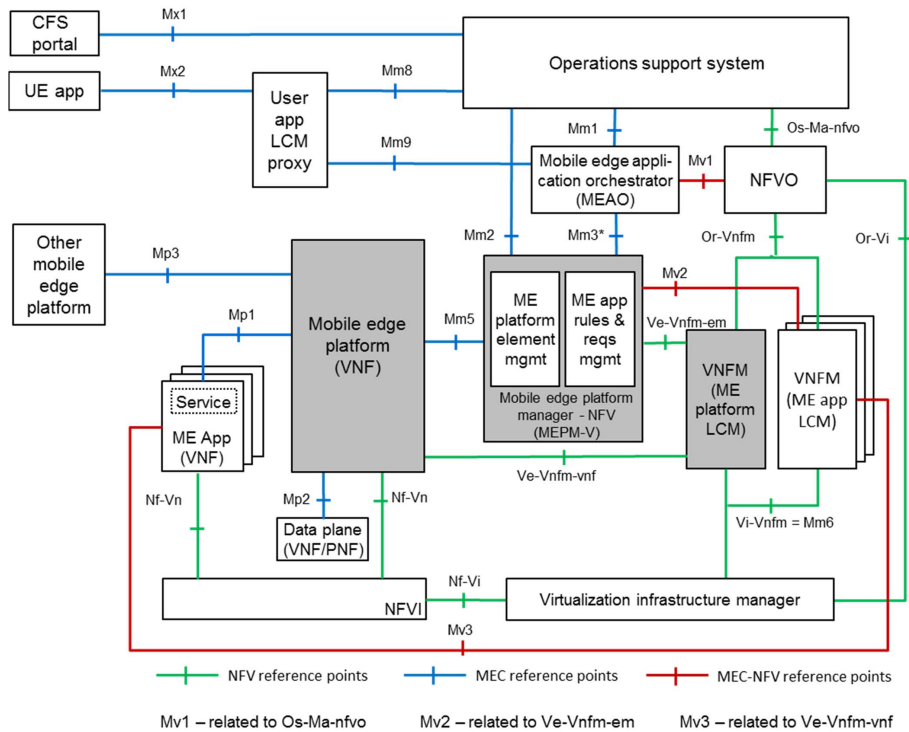 CFS
portal
Mx1
Operations support system
UE app
Mx2
User
app
LCM
proxy
Mm8
Mm9
Mm1
Os-Ma-nfvo
Mobile edge appli-
cation orchestrator
(MEAO)
Mv1
NFVO
Other
mobile
edge
platform
Mp3
Mm2
Mm3*
Or-Vnfm
Or-Vi
Mobile edge
platform
(VNF)
Mp1
Mm5
ME
platform
element
mgmt
ME app
rules &
reqs
mgmt
Mobile edge platform
manager - NFV
(MEPM-V)
Mv2
Ve-Vnfm-em
VNFM
(ME
platform
LCM)
VNFM
(ME app
LCM)
Service
ME App
(VNF)
Ve-Vnfm-vnf
Nf-Vn
Mp2
Nf-Vn
Data plane
(VNF/PNF)
Vi-Vnfm = Mm6
NFVI
Nf-Vi
Virtualization infrastructure manager
Mv3
NFV reference points
MEC reference points
MEC-NFV reference points
Mv1 – related to Os-Ma-nfvo
Mv2 – related to Ve-Vnfm-em
Mv3 – related to Ve-Vnfm-vnf